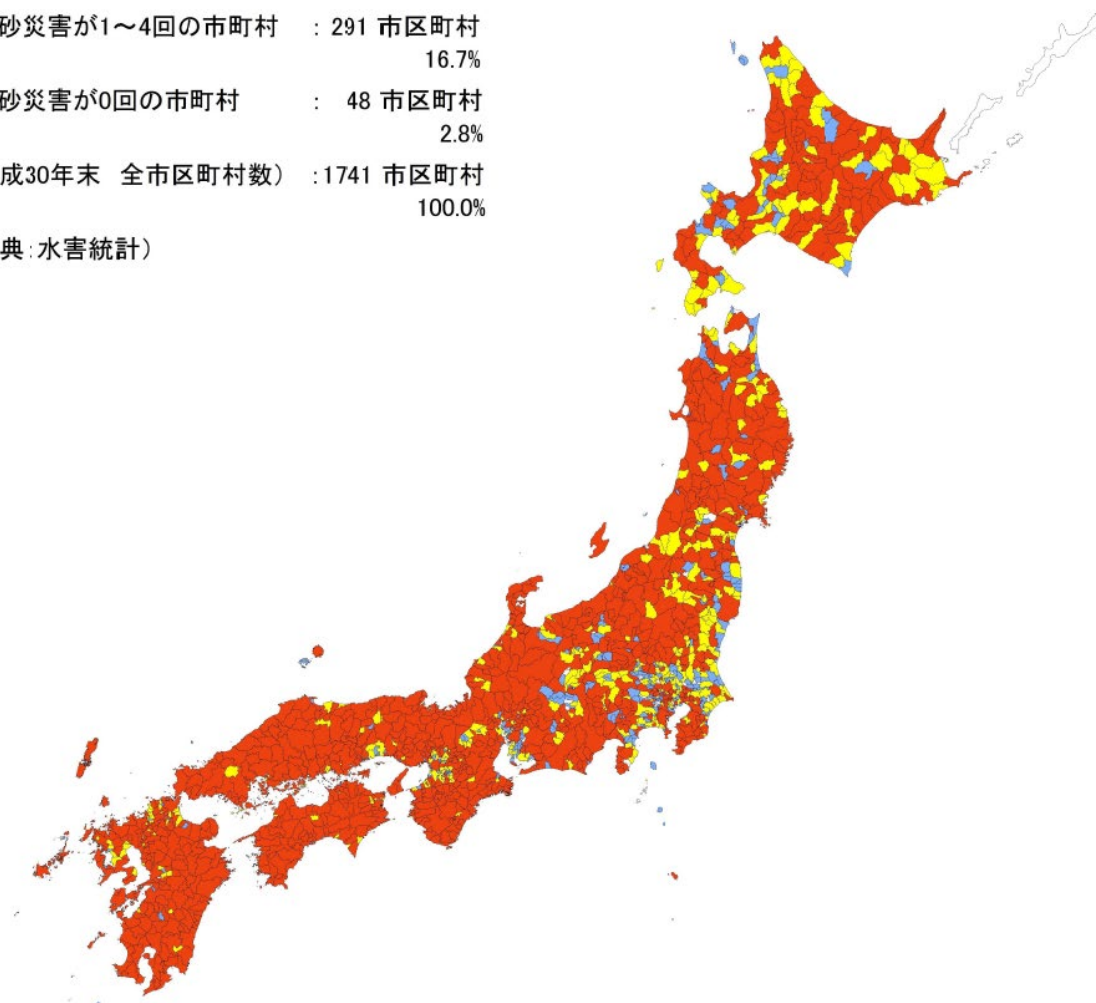 砂災害が1～4回の市町村 : 291 市区町村
16.7%
砂災害が0回の市町村 : 48 市区町村
2.8%
成30年末 全市区町村数） :1741 市区町村
100.0%
典:水害統計）